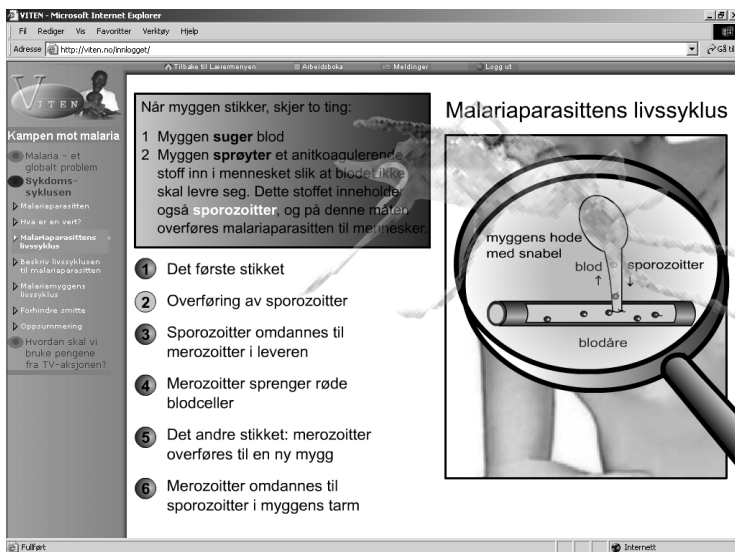 VITEN - Microsoft Internet Explorer
Fil Rediger Vis Favoritter Verktøy Hjelp
Adresse http://viten.no/innlogget/ Gå til
Tilbake til Lærermenyen Arbeidsboka Meldinger Logg ut
VITEN
Kampen mot malaria
Malaria - et
globalt problem
Sykdoms-
syklusen
Malariaparasitten
Hva er en vert?
Malariaparasittens
livssyklus
Beskriv livssyklusen
til malariaparasitten
Malariamyggens
livssyklus
Forhindre smitte
Oppsummering
Hvordan skal vi
bruke pengene
fra TV-aksjonen?
Når myggen stikker, skjer to ting:
1 Myggen suger blod
2 Myggen sprøyter et anitkoagulerende
stoff inn i mennesket slik at blodet ikke
skal levre seg. Dette stoffet inneholder
også sporozoitter, og på denne måten
overføres malariaparasitten til mennesker.
1 Det første stikket
2 Overføring av sporozoitter
3 Sporozoitter omdannes til
merozoitter i leveren
4 Merozoitter sprenger røde
blodceller
5 Det andre stikket: merozoitter
overføres til en ny mygg
6 Merozoitter omdannes til
sporozoitter i myggens tarm
Malariaparasittens livssyklus
myggens hode
med snabel
blod sporozoitter
blodåre
Fullført Internett